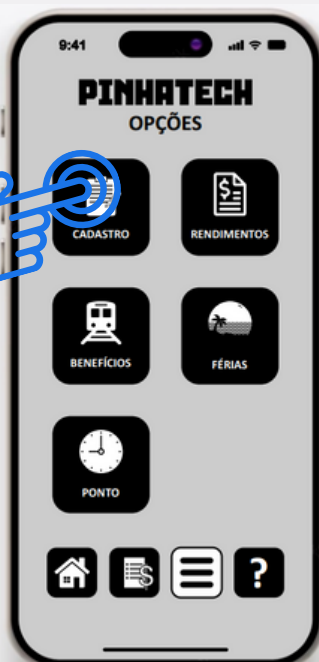 9:41
PINHATECH
OPÇÕES
CADASTRO
RENDIMENTOS
BENEFÍCIOS
FÉRIAS
PONTO
?